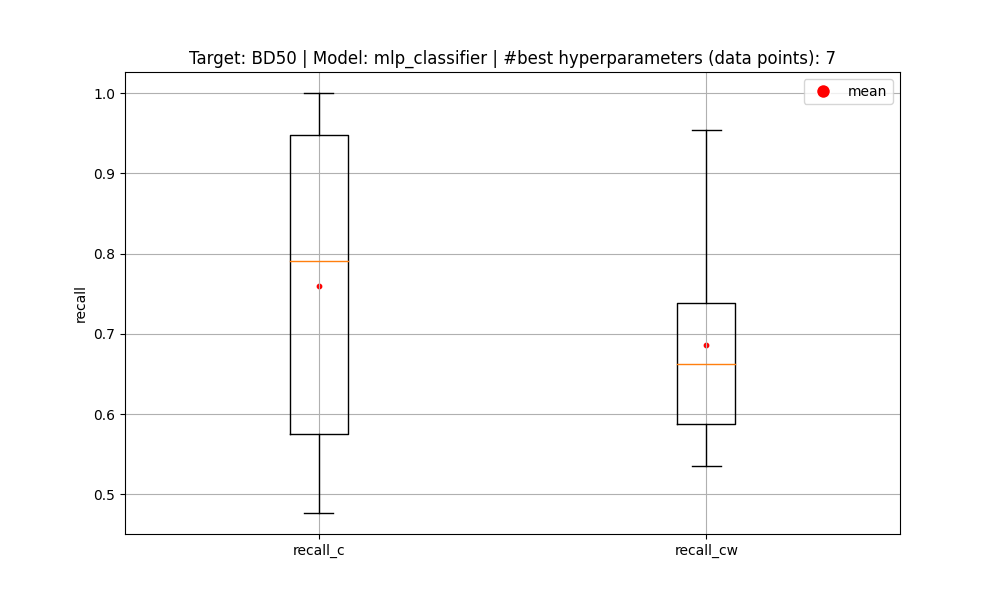 Target: BD50 | Model: mlp_classifier | #best hyperparameters (data points): 7
mean
1.0
0.9
0.8
0.7
0.6
0.5
recall
recall_c
recall_cw